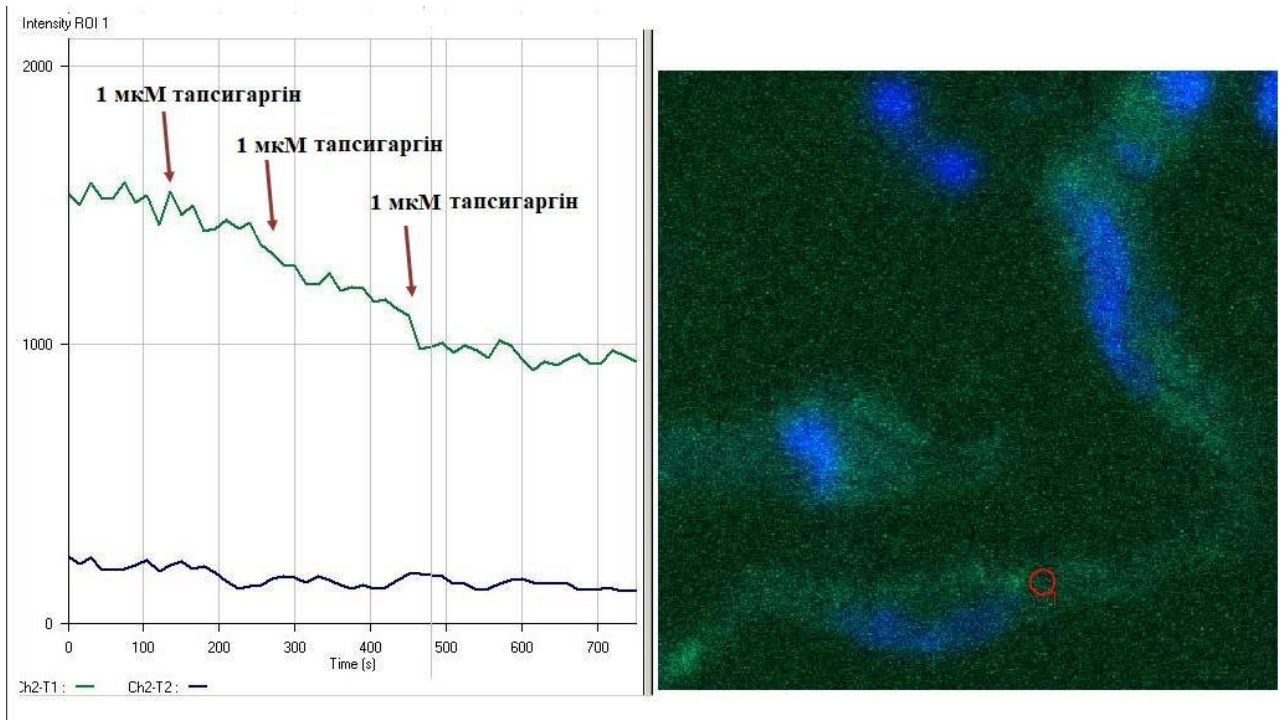 Intensity ROI 1
2000
1 мкМ тапсигаргін
1 мкМ тапсигаргін
1 мкМ тапсигаргін
1000
0
0 100 200 300 400 500 600 700
Time (s)
Ch2-T1 : Ch2-T2 :
1